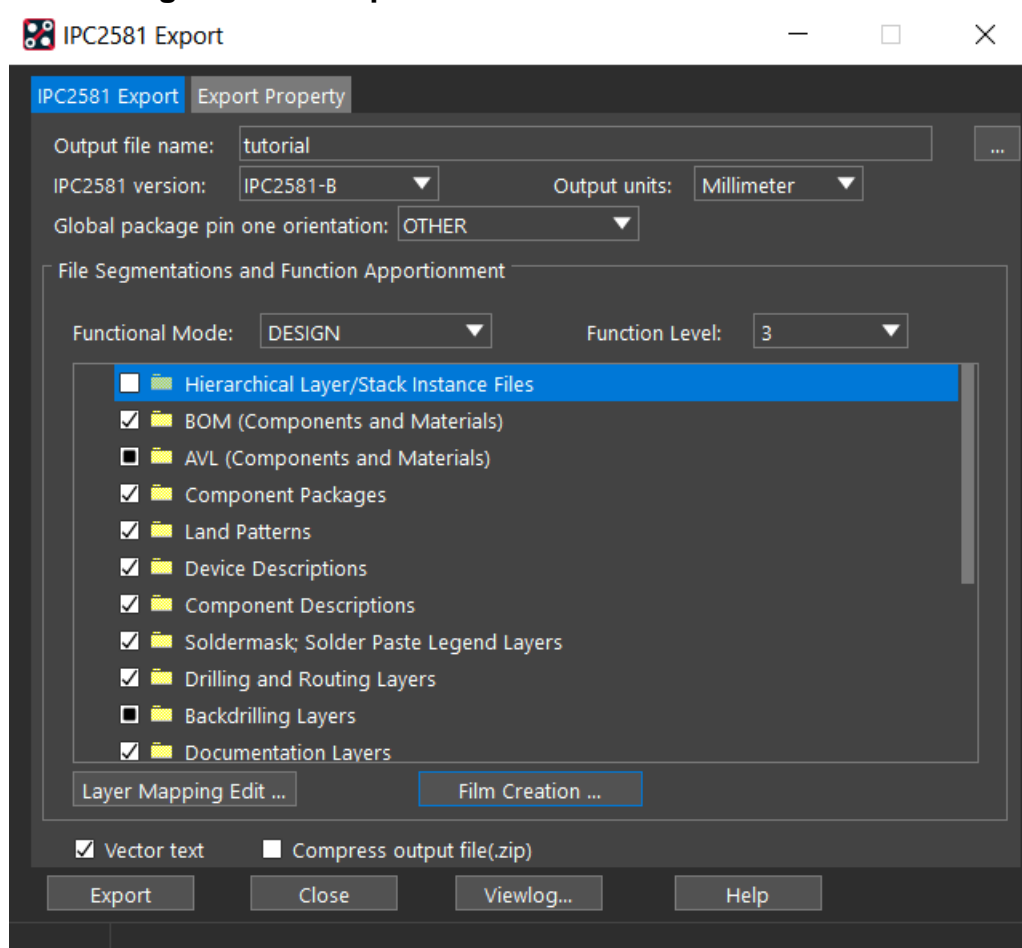 IPC2581 Export
IPC2581 Export Export Property
Output file name: tutorial ...
IPC2581 version: IPC2581-B Output units: Millimeter
Global package pin one orientation: OTHER
File Segmentations and Function Apportionment
Functional Mode: DESIGN Function Level: 3
Hierarchical Layer/Stack Instance Files
BOM (Components and Materials)
AVL (Components and Materials)
Component Packages
Land Patterns
Device Descriptions
Component Descriptions
Soldermask; Solder Paste Legend Layers
Drilling and Routing Layers
Backdrilling Layers
Documentation Layers
Layer Mapping Edit ... Film Creation ...
Vector text Compress output file(.zip)
Export Close Viewlog... Help